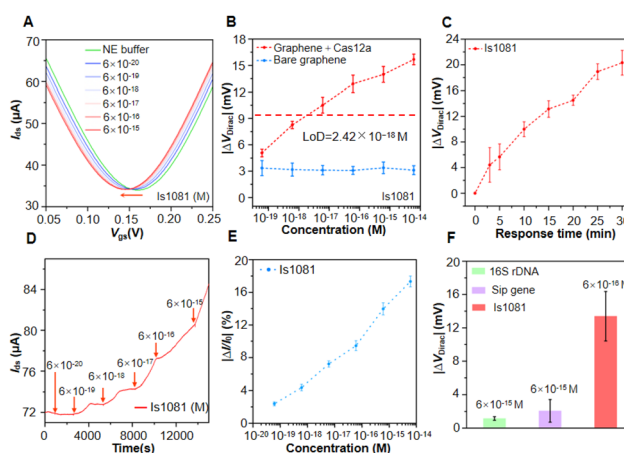 A
65
60
55
50
45
40
35
30
I_ds (μA)
0.05
0.10
0.15
0.20
0.25
V_gs(V)
NE buffer
6×10⁻²⁰
6×10⁻¹⁹
6×10⁻¹⁸
6×10⁻¹⁷
6×10⁻¹⁶
6×10⁻¹⁵
Is1081 (M)
B
18
15
12
9
6
3
0
|ΔV_Dirac| (mV)
Graphene + Cas12a
Bare graphene
LoD=2.42×10⁻¹⁸ M
Is1081
10⁻¹⁹
10⁻¹⁸
10⁻¹⁷
10⁻¹⁶
10⁻¹⁵
10⁻¹⁴
Concentration (M)
C
24
20
16
12
8
4
0
|ΔV_Dirac| (mV)
Is1081
0
5
10
15
20
25
30
Response time (min)
D
84
80
76
72
I_ds (μA)
6×10⁻²⁰
6×10⁻¹⁹
6×10⁻¹⁸
6×10⁻¹⁷
6×10⁻¹⁶
6×10⁻¹⁵
Is1081 (M)
0
4000
8000
12000
Time(s)
E
20
16
12
8
4
0
|ΔI/I₀| (%)
Is1081
10⁻²⁰
10⁻¹⁹
10⁻¹⁸
10⁻¹⁷
10⁻¹⁶
10⁻¹⁵
10⁻¹⁴
Concentration (M)
F
20
16
12
8
4
0
|ΔV_Dirac| (mV)
16S rDNA
Sip gene
Is1081
6×10⁻¹⁵ M
6×10⁻¹⁵ M
6×10⁻¹⁶ M